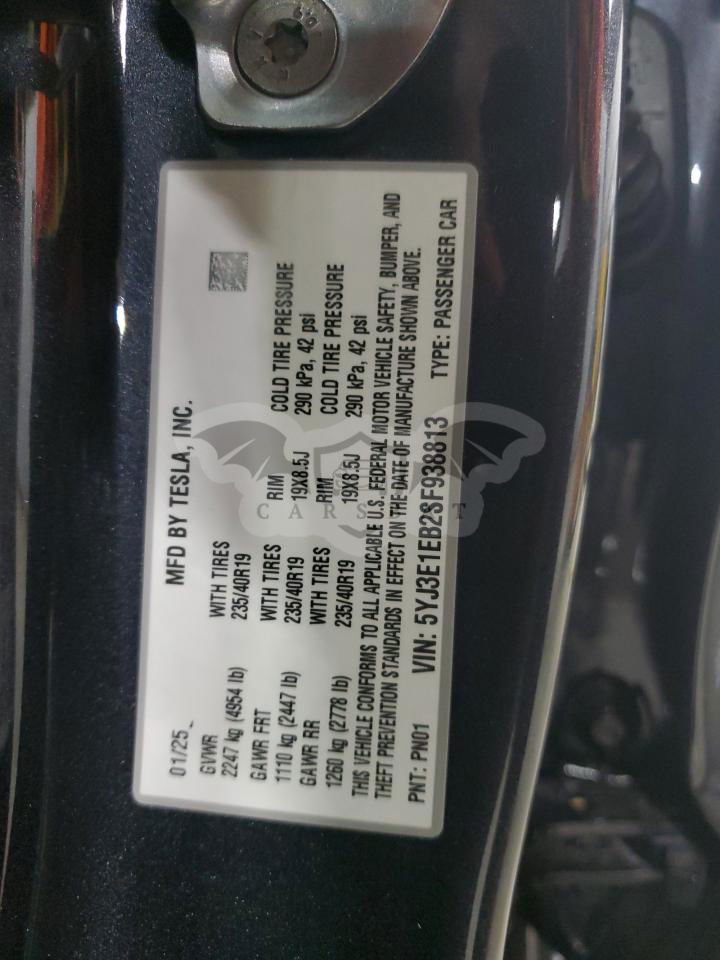 MFD BY TESLA, INC.
01/25
GVWR WITH TIRES
2247 kg (4954 lb) 235/40R19
GAWR FRT WITH TIRES RIM COLD TIRE PRESSURE
1110 kg (2447 lb) 235/40R19 19X8.5J 290 kPa, 42 psi
GAWR RR WITH TIRES RIM COLD TIRE PRESSURE
1260 kg (2778 lb) 235/40R19 19X8.5J 290 kPa, 42 psi
THIS VEHICLE CONFORMS TO ALL APPLICABLE U.S. FEDERAL MOTOR VEHICLE SAFETY, BUMPER, AND
THEFT PREVENTION STANDARDS IN EFFECT ON THE DATE OF MANUFACTURE SHOWN ABOVE.
PNT: PN01 VIN: 5YJ3E1EB2SF938813 TYPE: PASSENGER CAR